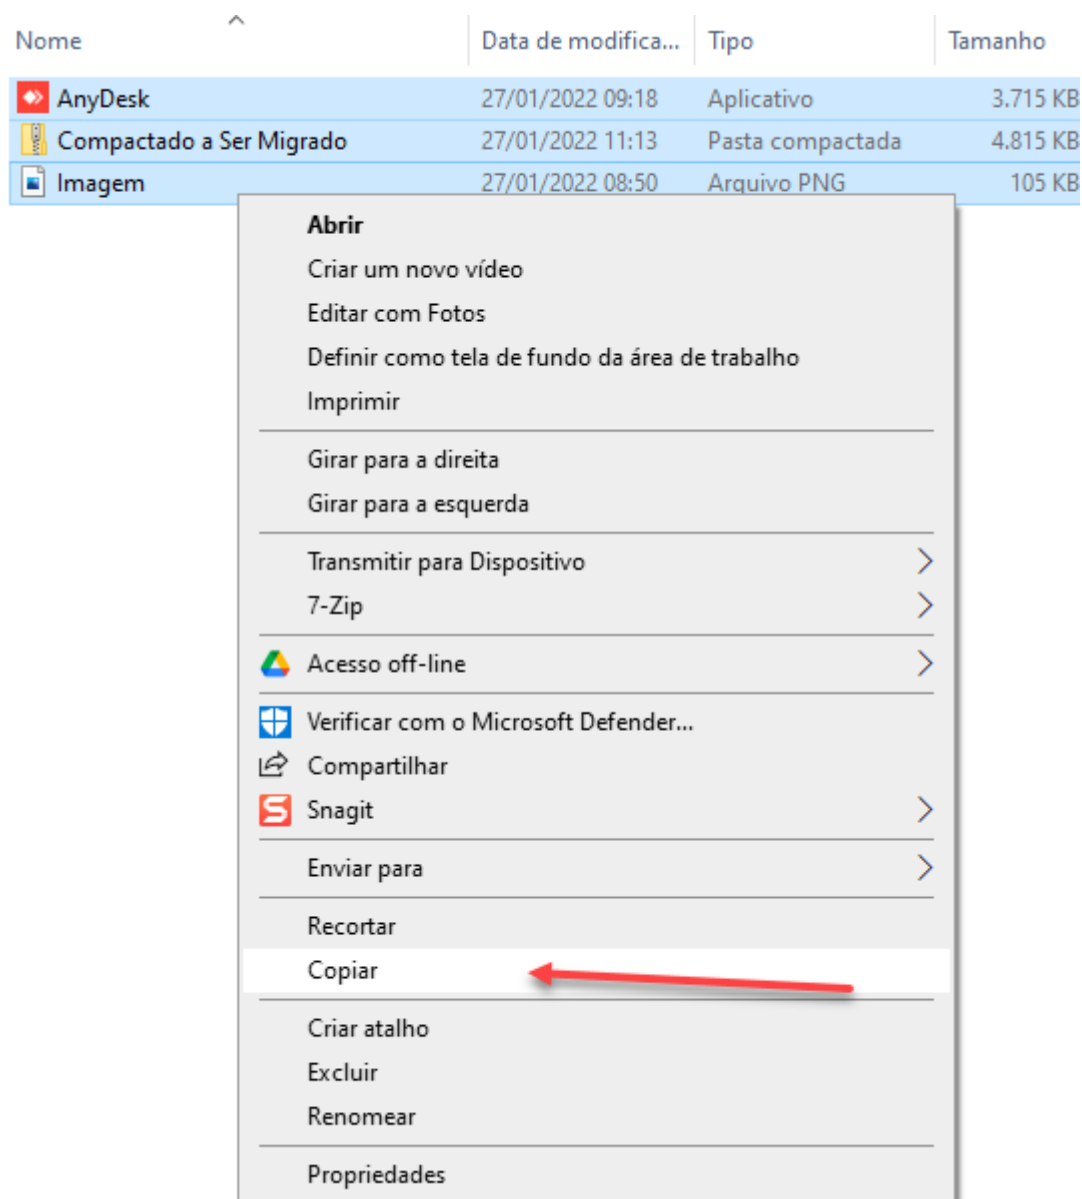 Nome Data de modifica... Tipo Tamanho
AnyDesk 27/01/2022 09:18 Aplicativo 3.715 KB
Compactado a Ser Migrado 27/01/2022 11:13 Pasta compactada 4.815 KB
Imagem 27/01/2022 08:50 Arquivo PNG 105 KB
Abrir
Criar um novo vídeo
Editar com Fotos
Definir como tela de fundo da área de trabalho
Imprimir
Girar para a direita
Girar para a esquerda
Transmitir para Dispositivo
7-Zip
Acesso off-line
Verificar com o Microsoft Defender...
Compartilhar
Snagit
Enviar para
Recortar
Copiar
Criar atalho
Excluir
Renomear
Propriedades